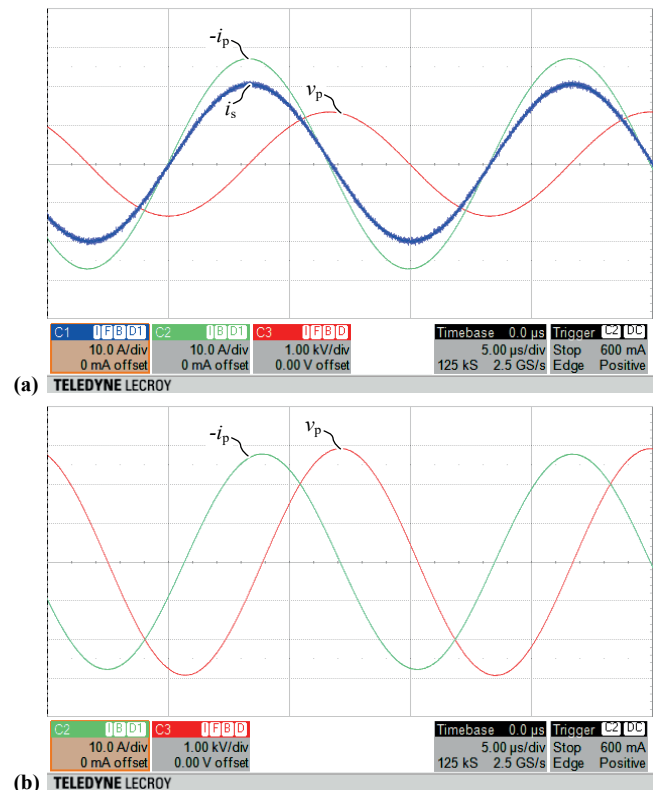 -iₚ
vₚ
iₛ
C1 I F B D1
10.0 A/div
0 mA offset
C2 I B D1
10.0 A/div
0 mA offset
C3 I F B D
1.00 kV/div
0.00 V offset
Timebase 0.0 µs
5.00 µs/div
125 kS 2.5 GS/s
Trigger C2 DC
Stop 600 mA
Edge Positive
(a) TELEDYNE LECROY
-iₚ
vₚ
C2 I B D1
10.0 A/div
0 mA offset
C3 I F B D
1.00 kV/div
0.00 V offset
Timebase 0.0 µs
5.00 µs/div
125 kS 2.5 GS/s
Trigger C2 DC
Stop 600 mA
Edge Positive
(b) TELEDYNE LECROY